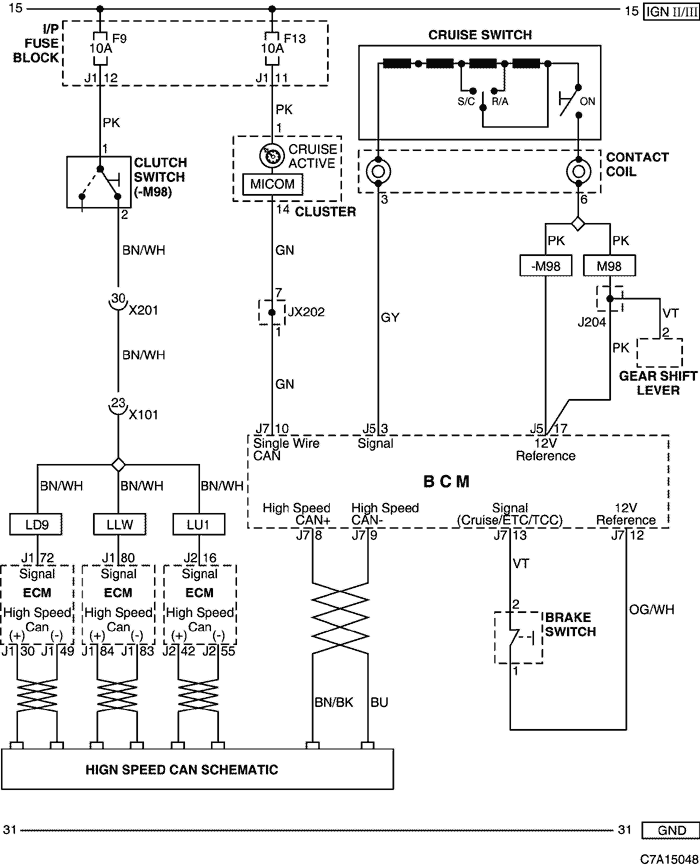 15
15 IGN II/III
I/P
FUSE
BLOCK
F9
10A
F13
10A
J1 12
J1 11
CRUISE SWITCH
S/C
R/A
ON
PK
PK
1
1
CLUTCH
SWITCH
(-M98)
2
CRUISE
ACTIVE
MICOM
14
CLUSTER
CONTACT
COIL
3
6
BN/WH
GN
PK
PK
-M98
M98
30
X201
7
JX202
1
GY
J204
VT
2
PK
GEAR SHIFT
LEVER
BN/WH
GN
23
X101
J7 10
J5 3
J5 17
Single Wire
CAN
Signal
12V
Reference
BCM
BN/WH
BN/WH
BN/WH
High Speed
CAN+
High Speed
CAN-
Signal
(Cruise/ETC/TCC)
12V
Reference
LD9
LLW
LU1
J7 8
J7 9
J7 13
J7 12
J1 72
J1 80
J2 16
Signal
ECM
High Speed
Can
(+)
(-)
Signal
ECM
High Speed
Can
(+)
(-)
Signal
ECM
High Speed
Can
(+)
(-)
J1 30
J1 49
J1 84
J1 83
J2 42
J2 55
VT
2
BRAKE
SWITCH
1
OG/WH
BN/BK
BU
HIGN SPEED CAN SCHEMATIC
31
31 GND
C7A15048